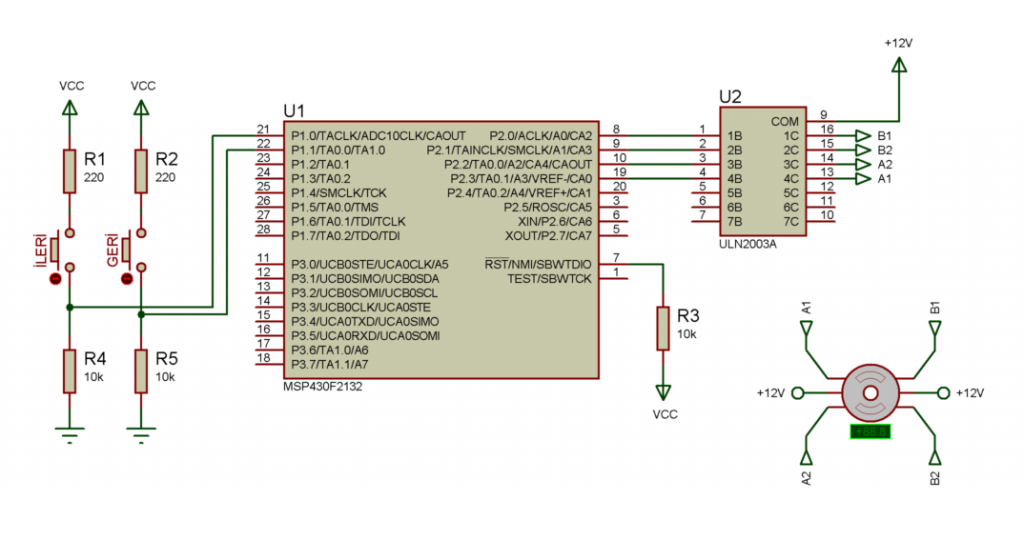 VCC
VCC
R1
220
R2
220
İLERİ
GERİ
R4
10k
R5
10k
U1
21
22
23
24
25
26
27
28
11
12
13
14
15
16
17
18
P1.0/TACLK/ADC10CLK/CAOUT
P1.1/TA0.0/TA1.0
P1.2/TA0.1
P1.3/TA0.2
P1.4/SMCLK/TCK
P1.5/TA0.0/TMS
P1.6/TA0.1/TDI/TCLK
P1.7/TA0.2/TDO/TDI
P3.0/UCB0STE/UCA0CLK/A5
P3.1/UCB0SIMO/UCB0SDA
P3.2/UCB0SOMI/UCB0SCL
P3.3/UCB0CLK/UCA0STE
P3.4/UCA0TXD/UCA0SIMO
P3.5/UCA0RXD/UCA0SOMI
P3.6/TA1.0/A6
P3.7/TA1.1/A7
P2.0/ACLK/A0/CA2
P2.1/TAINCLK/SMCLK/A1/CA3
P2.2/TA0.0/A2/CA4/CAOUT
P2.3/TA0.1/A3/VREF-/CA0
P2.4/TA0.2/A4/VREF+/CA1
P2.5/ROSC/CA5
XIN/P2.6/CA6
XOUT/P2.7/CA7
RST/NMI/SBWTDIO
TEST/SBWTCK
8
9
10
19
20
3
6
5
7
1
MSP430F2132
R3
10k
VCC
U2
1
2
3
4
5
6
7
1B
2B
3B
4B
5B
6B
7B
COM
1C
2C
3C
4C
5C
6C
7C
9
16
15
14
13
12
11
10
ULN2003A
+12V
B1
B2
A2
A1
A1
B1
+12V
+12V
A2
B2